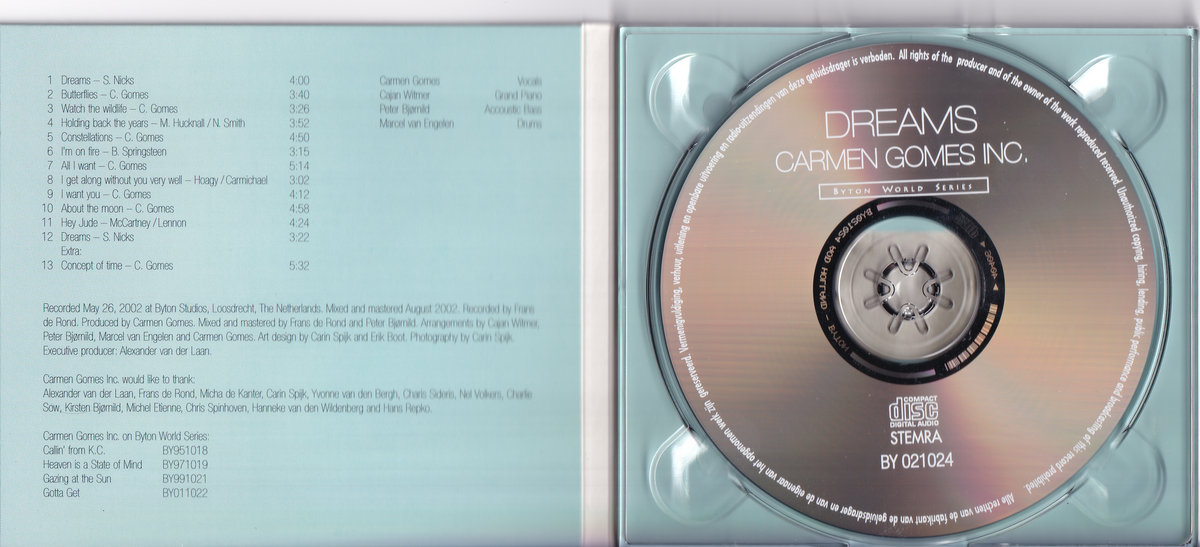 1 Dreams – S. Nicks 4:00
2 Butterflies – C. Gomes 3:40
3 Watch the wildlife – C. Gomes 3:26
4 Holding back the years – M. Hucknall / N. Smith 3:52
5 Constellations – C. Gomes 4:50
6 I'm on fire – B. Springsteen 3:15
7 All I want – C. Gomes 5:14
8 I get along without you very well – Hoagy / Carmichael 3:02
9 I want you – C. Gomes 4:12
10 About the moon – C. Gomes 4:58
11 Hey Jude – McCartney / Lennon 4:24
12 Dreams – S. Nicks 3:22
Extra:
13 Concept of time – C. Gomes 5:32
Carmen Gomes Vocals
Cajan Witmer Grand Piano
Peter Bjørnild Accoustic Bass
Marcel van Engelen Drums
Recorded May 26, 2002 at Byton Studios, Loosdrecht, The Netherlands. Mixed and mastered August 2002. Recorded by Frans
de Rond. Produced by Carmen Gomes. Mixed and mastered by Frans de Rond and Peter Bjørnild. Arrangements by Cajan Witmer,
Peter Bjørnild, Marcel van Engelen and Carmen Gomes. Art design by Carin Spijk and Erik Boot. Photography by Carin Spijk.
Executive producer: Alexander van der Laan.
Carmen Gomes Inc. would like to thank:
Alexander van der Laan, Frans de Rond, Micha de Kanter, Carin Spijk, Yvonne van den Bergh, Charis Sideris, Nel Volkers, Charlie
Sow, Kirsten Bjørnild, Michel Etienne, Chris Spinhoven, Hanneke van den Wildenberg and Hans Repko.
Carmen Gomes Inc. on Byton World Series:
Callin' from K.C. BY951018
Heaven is a State of Mind BY971019
Gazing at the Sun BY991021
Gotta Get BY011022
DREAMS
CARMEN GOMES INC.
BYTON WORLD SERIES
COMPACT
disc
DIGITAL AUDIO
STEMRA
BY 021024
Alle rechten van de fabrikant van de geluidsdrager en van de eigenaar van het opgenomen werk zijn gereserveerd. Vermenigvuldiging, verhuur, uitlening en openbare uitvoering en radio-uitzendingen van deze geluidsdrager is verboden. All rights of the producer and of the owner of the work reproduced reserved. Unauthorized copying, hiring, lending, public performance and broadcasting of this record prohibited.